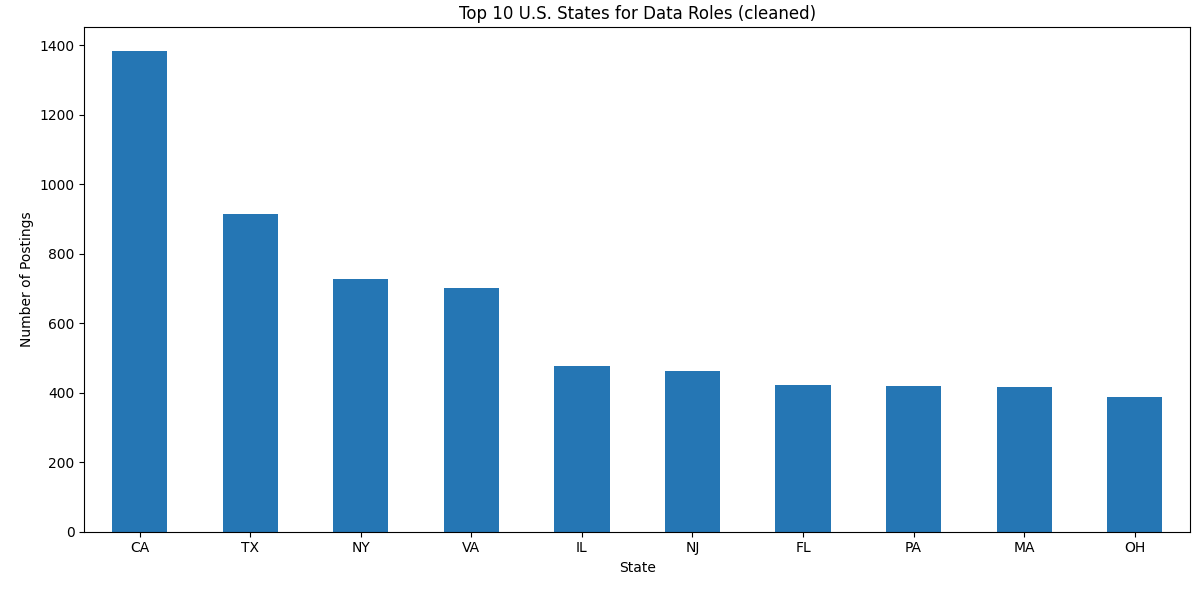 Top 10 U.S. States for Data Roles (cleaned)
1400
1200
1000
800
600
400
200
0
Number of Postings
CA TX NY VA IL NJ FL PA MA OH
State